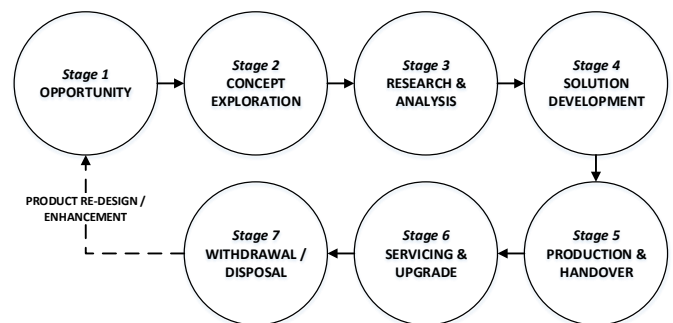 Stage 1
OPPORTUNITY
Stage 2
CONCEPT
EXPLORATION
Stage 3
RESEARCH &
ANALYSIS
Stage 4
SOLUTION
DEVELOPMENT
PRODUCT RE-DESIGN /
ENHANCEMENT
Stage 7
WITHDRAWAL /
DISPOSAL
Stage 6
SERVICING &
UPGRADE
Stage 5
PRODUCTION &
HANDOVER